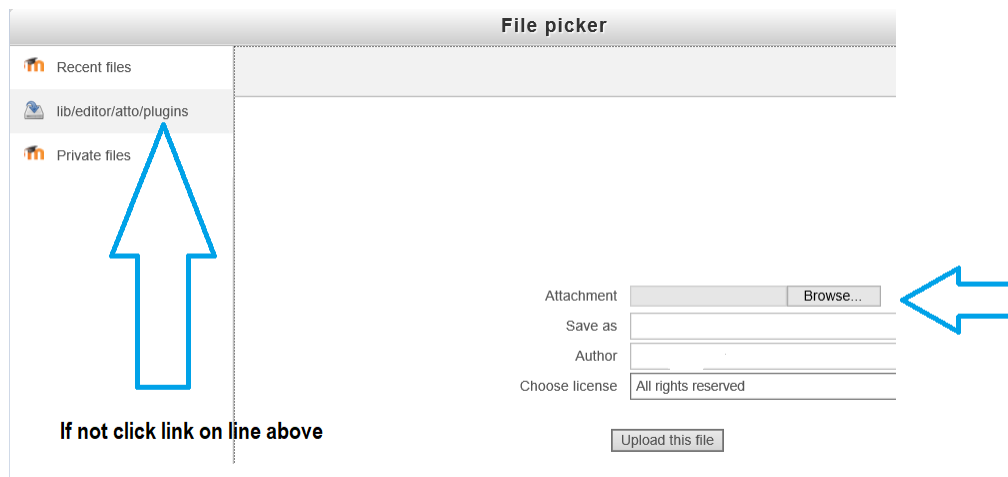 File picker
Recent files
lib/editor/atto/plugins
Private files
Attachment
Browse...
Save as
Author
Choose license
All rights reserved
If not click link on line above
Upload this file